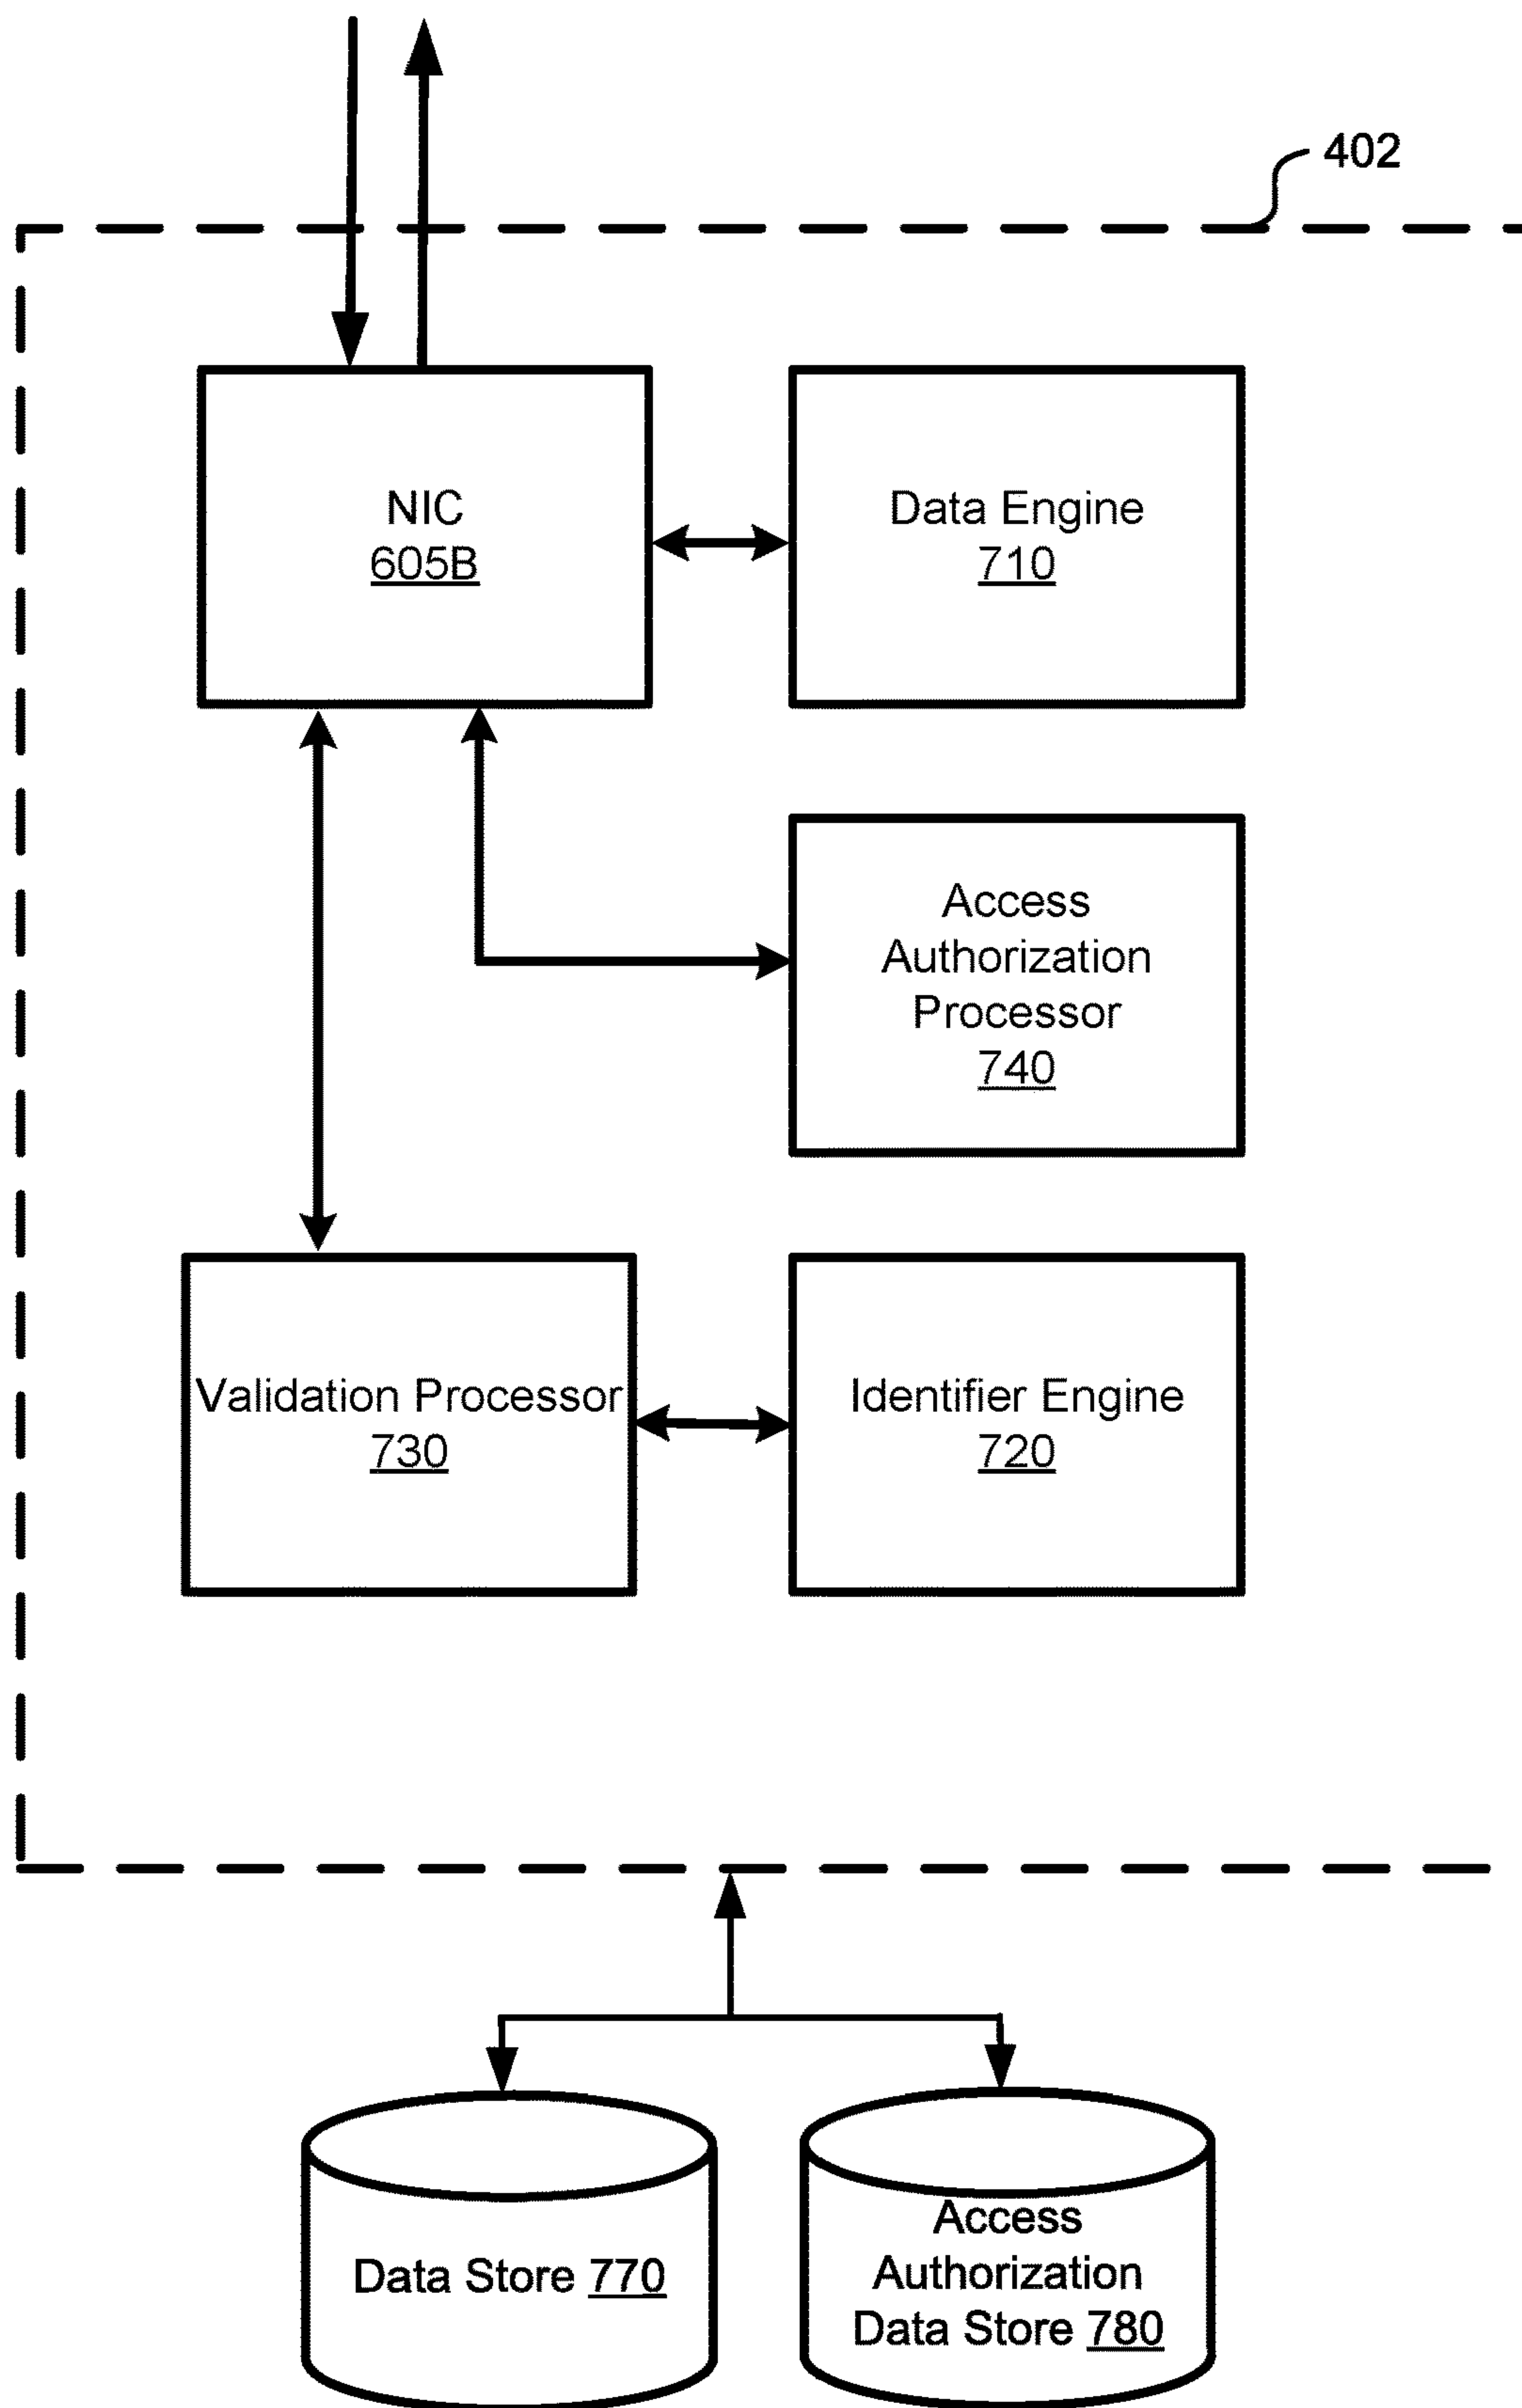 402
NIC
605B
Data Engine
710
Access
Authorization
Processor
740
Validation Processor
730
Identifier Engine
720
Data Store 770
Access
Authorization
Data Store 780